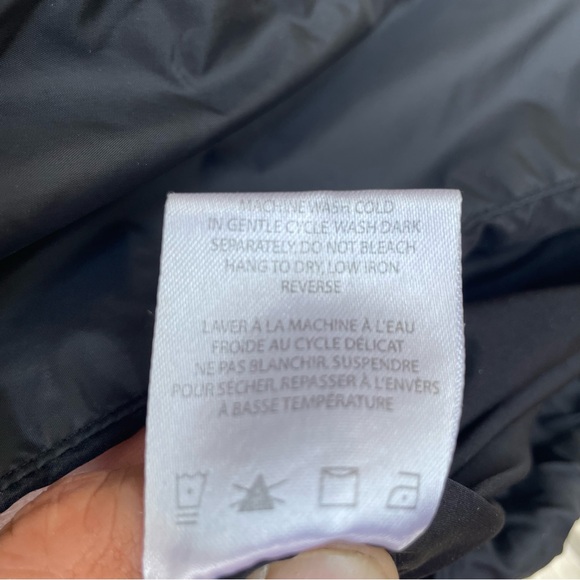 MACHINE WASH COLD
IN GENTLE CYCLE, WASH DARK
SEPARATELY, DO NOT BLEACH
HANG TO DRY, LOW IRON
REVERSE
LAVER À LA MACHINE À L'EAU
FROIDE AU CYCLE DÉLICAT
NE PAS BLANCHIR, SUSPENDRE
POUR SÉCHER, REPASSER À L'ENVERS
À BASSE TEMPÉRATURE